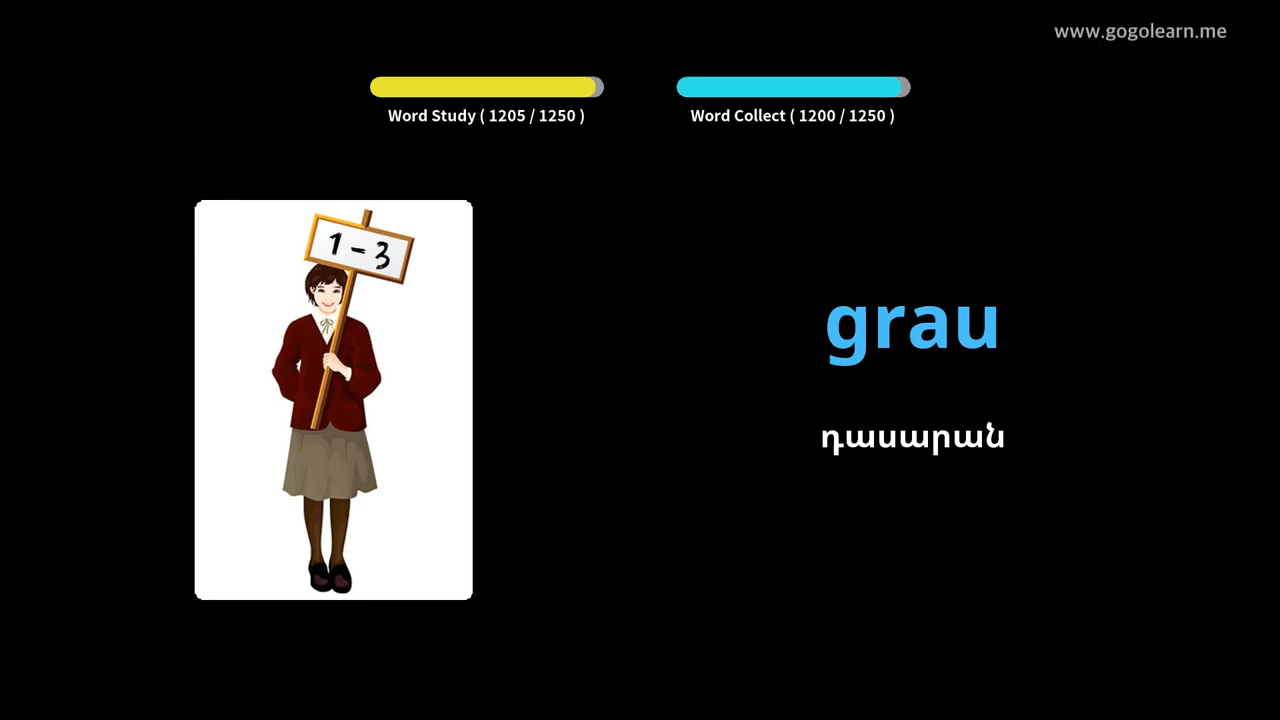 www.gogolearn.me
Word Study ( 1205 / 1250 )
Word Collect ( 1200 / 1250 )
1 - 3
grau
դասարան